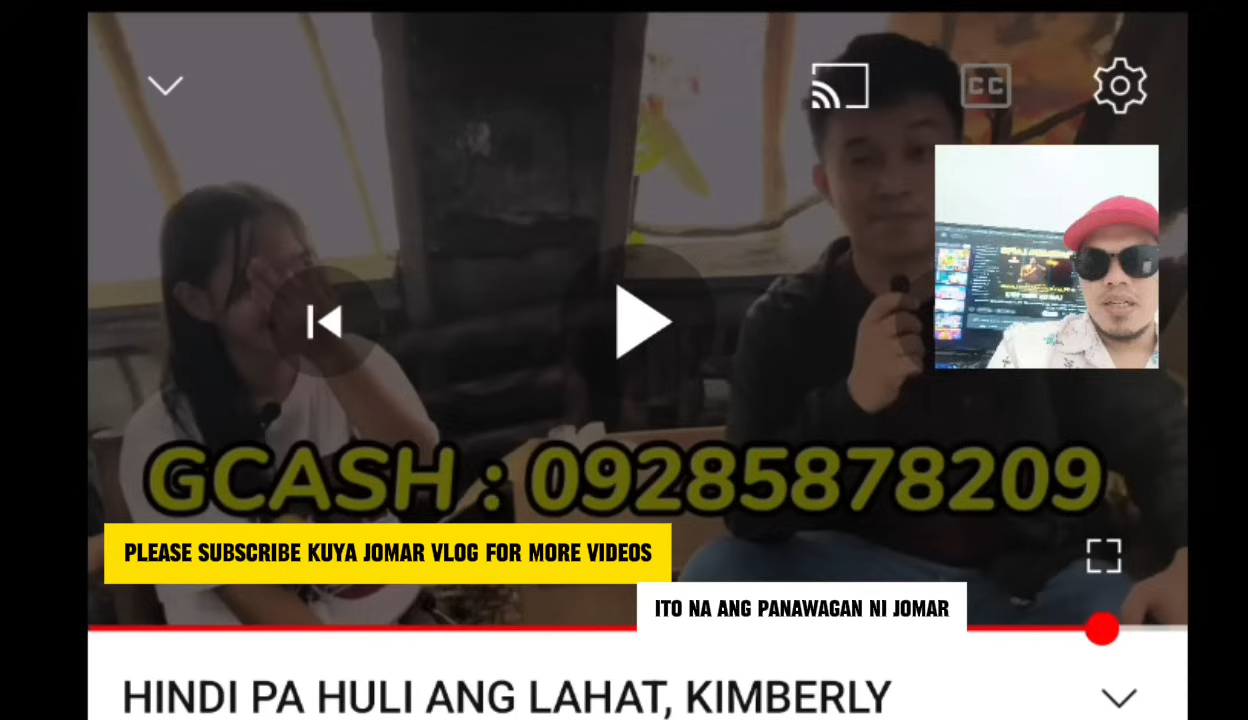 CC
GCASH : 09285878209
PLEASE SUBSCRIBE KUYA JOMAR VLOG FOR MORE VIDEOS
ITO NA ANG PANAWAGAN NI JOMAR
HINDI PA HULI ANG LAHAT, KIMBERLY